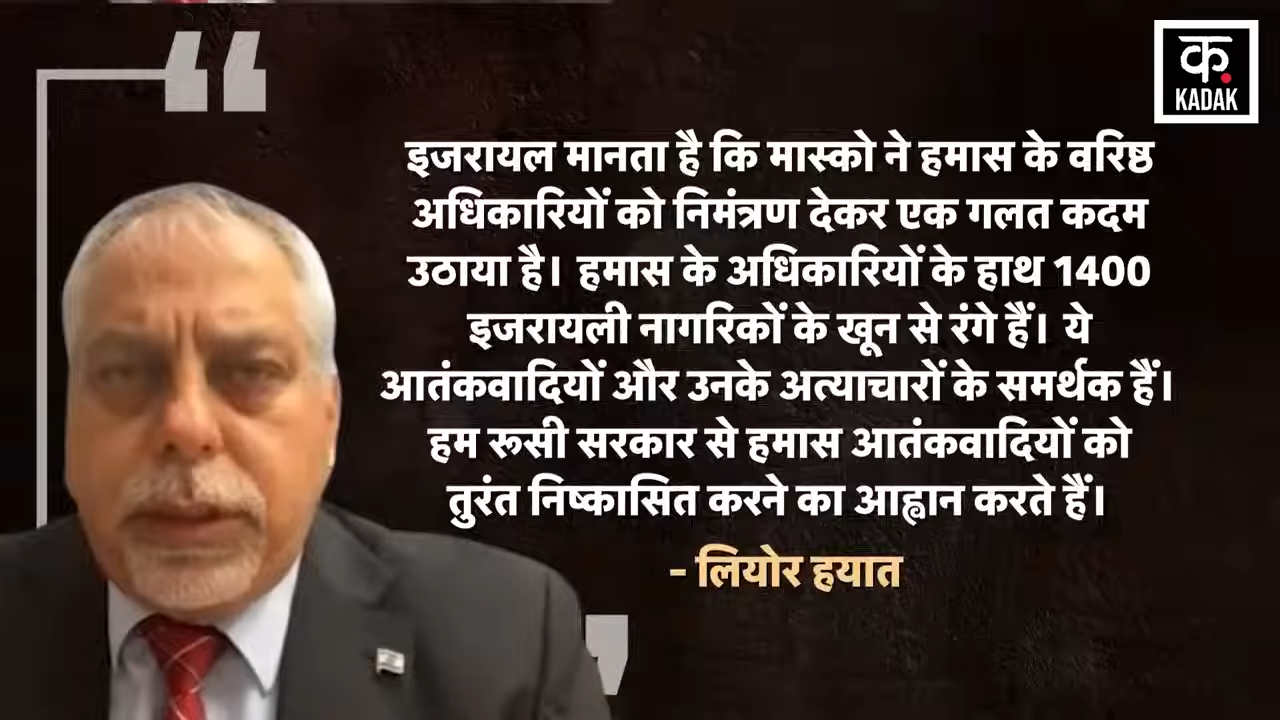 क
KADAK
इजरायल मानता है कि मास्को ने हमास के वरिष्ठ
अधिकारियों को निमंत्रण देकर एक गलत कदम
उठाया है। हमास के अधिकारियों के हाथ 1400
इजरायली नागरिकों के खून से रंगे हैं। ये
आतंकवादियों और उनके अत्याचारों के समर्थक हैं।
हम रूसी सरकार से हमास आतंकवादियों को
तुरंत निष्कासित करने का आह्वान करते हैं।
- लियोर हयात